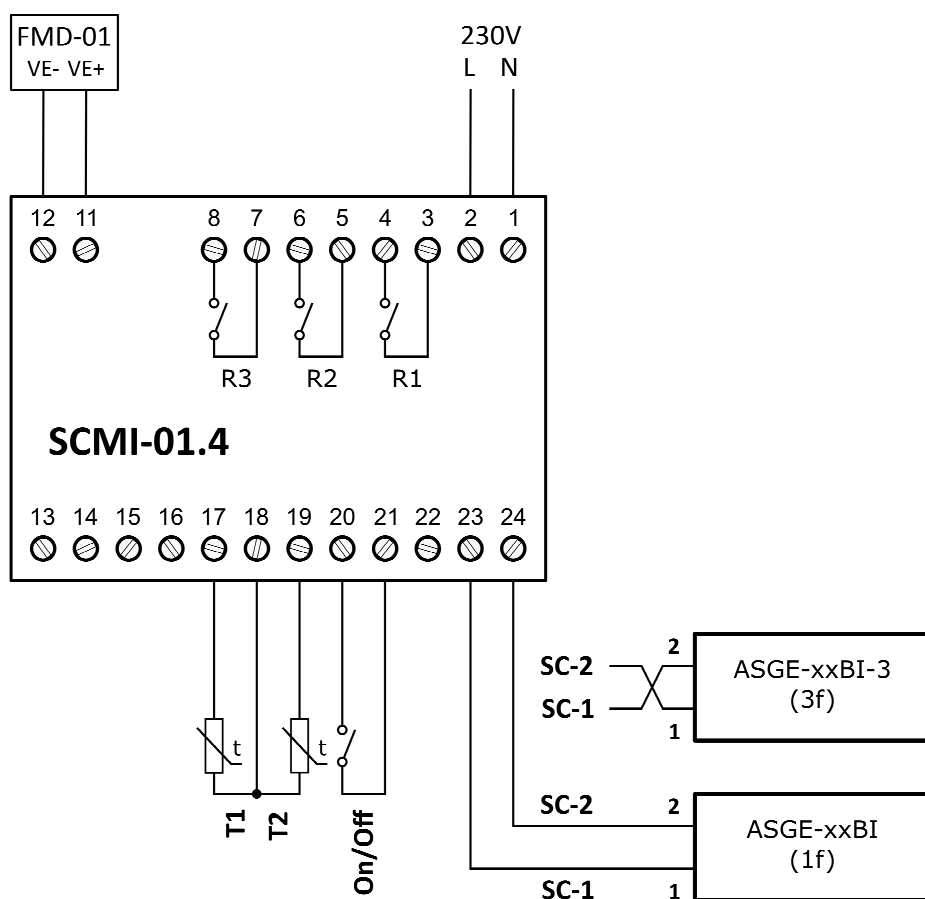 FMD-01
VE- VE+
230V
L N
12 11 8 7 6 5 4 3 2 1
R3 R2 R1
SCMI-01.4
13 14 15 16 17 18 19 20 21 22 23 24
t t
T1
T2
On/Off
SC-2 2
SC-1 1
ASGE-xxBI-3
(3f)
SC-2 2
SC-1 1
ASGE-xxBI
(1f)